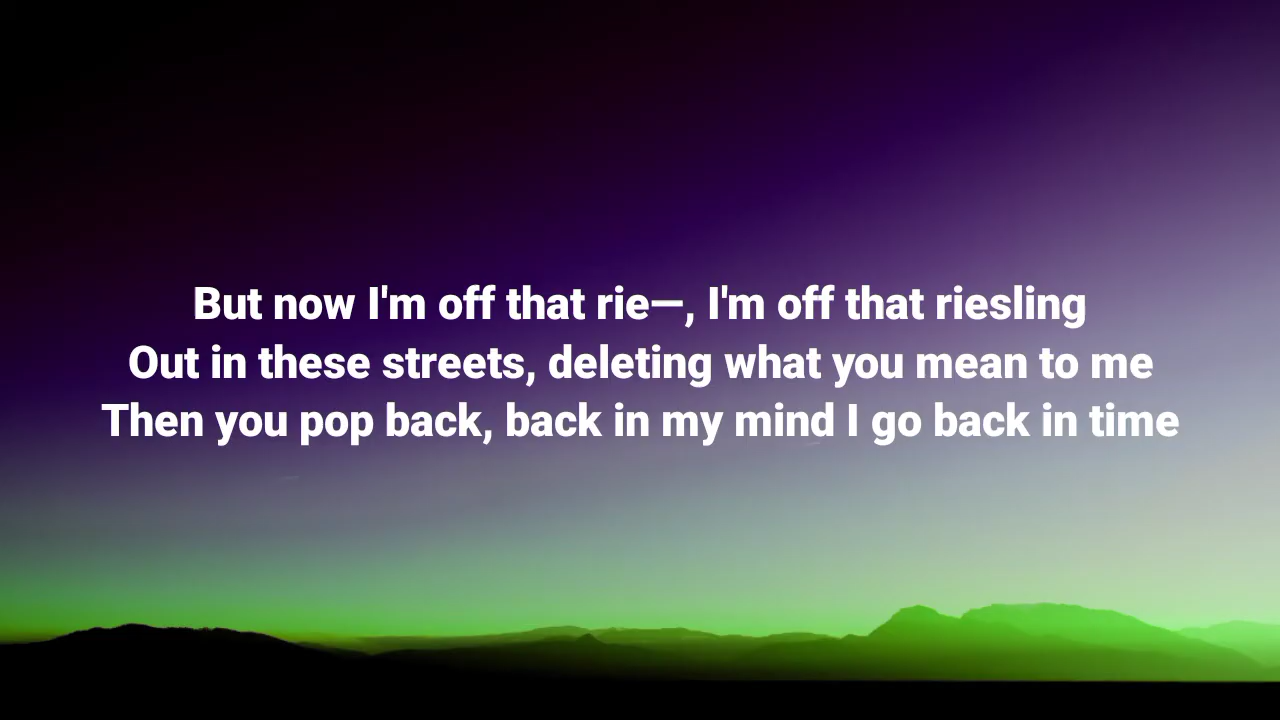 But now I'm off that rie—, I'm off that riesling
Out in these streets, deleting what you mean to me
Then you pop back, back in my mind I go back in time